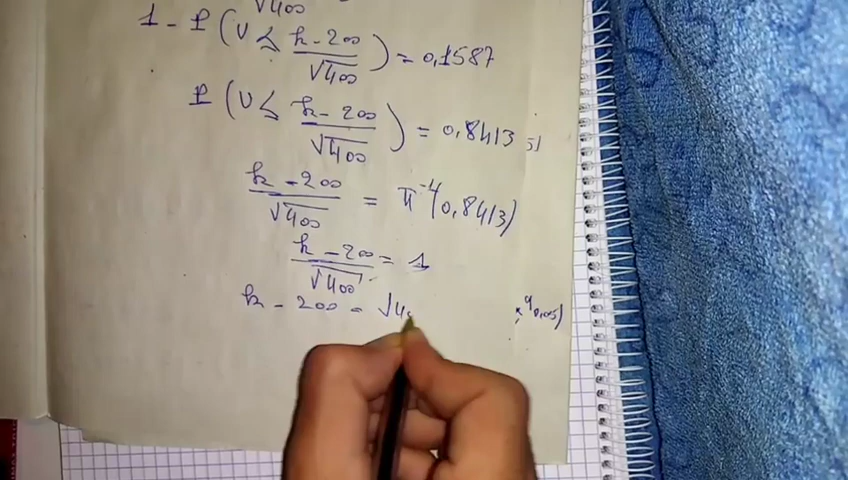 √400
1 - P(U ≤ k - 200 / √400) = 0,1587
P(U ≤ k - 200 / √400) = 0,8413
k - 200 / √400 = π⁻¹(0,8413)
k - 200 / √400 = 1
k - 200 = √4